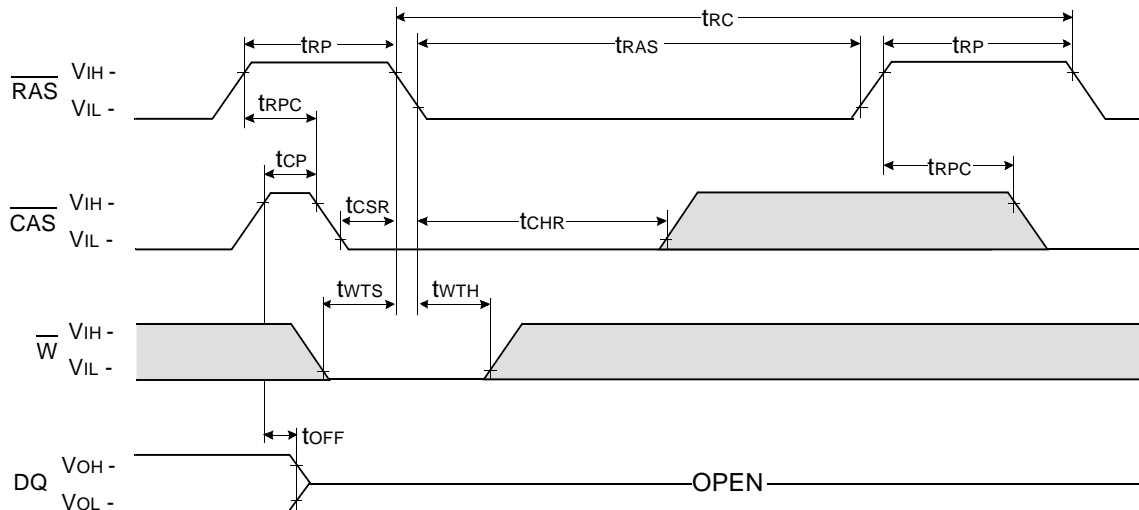 tRC
tRP
tRAS
tRP
RAS
VIH -
VIL -
tRPC
tCP
tRPC
CAS
VIH -
VIL -
tCSR
tCHR
tWTS
tWTH
W
VIH -
VIL -
tOFF
DQ
VOH -
VOL -
OPEN